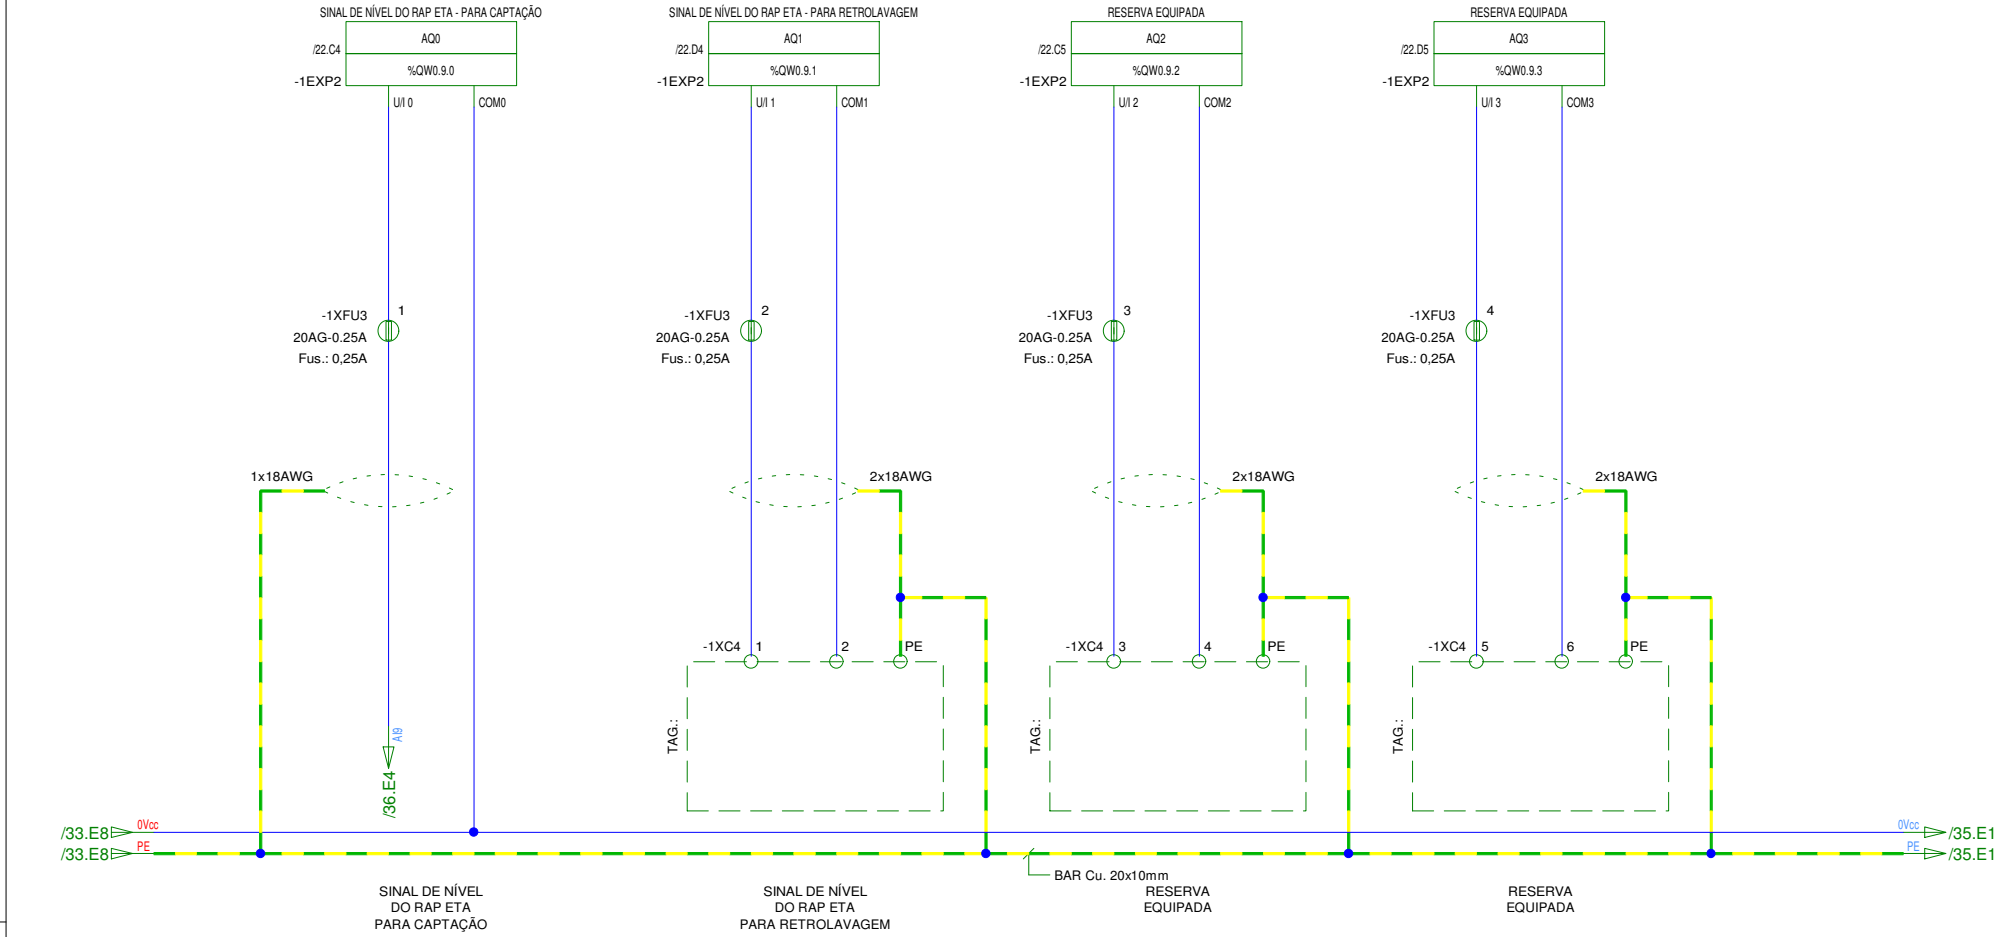 SINAL DE NÍVEL DO RAP ETA - PARA CAPTAÇÃO
/22.C4
AQ0
%QW0.9.0
-1EXP2
U/I 0
COM0
SINAL DE NÍVEL DO RAP ETA - PARA RETROLAVAGEM
/22.D4
AQ1
%QW0.9.1
-1EXP2
U/I 1
COM1
RESERVA EQUIPADA
/22.C5
AQ2
%QW0.9.2
-1EXP2
U/I 2
COM2
RESERVA EQUIPADA
/22.D5
AQ3
%QW0.9.3
-1EXP2
U/I 3
COM3
-1XFU3
1
20AG-0.25A
Fus.: 0,25A
-1XFU3
2
20AG-0.25A
Fus.: 0,25A
-1XFU3
3
20AG-0.25A
Fus.: 0,25A
-1XFU3
4
20AG-0.25A
Fus.: 0,25A
1x18AWG
2x18AWG
2x18AWG
2x18AWG
-1XC4
1
2
PE
TAG.:
-1XC4
3
4
PE
TAG.:
-1XC4
5
6
PE
TAG.:
AI9
/36.E4
/33.E8
0Vcc
/33.E8
PE
0Vcc
/35.E1
PE
/35.E1
BAR Cu. 20x10mm
SINAL DE NÍVEL
DO RAP ETA
PARA CAPTAÇÃO
SINAL DE NÍVEL
DO RAP ETA
PARA RETROLAVAGEM
RESERVA
EQUIPADA
RESERVA
EQUIPADA